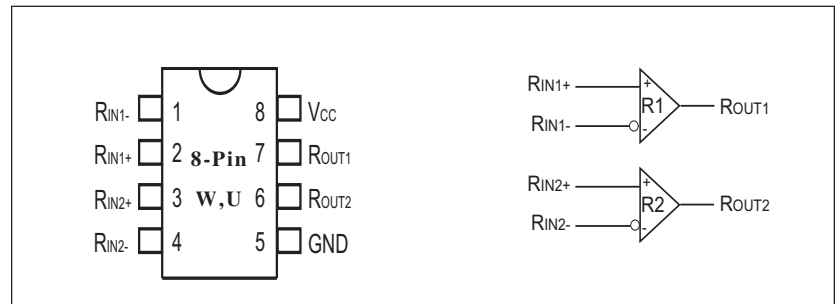 RIN1- 1 8 VCC
RIN1+ 2 8-Pin 7 ROUT1
RIN2+ 3 W,U 6 ROUT2
RIN2- 4 5 GND
RIN1+ + R1 ROUT1
RIN1- -
RIN2+ + R2 ROUT2
RIN2- -